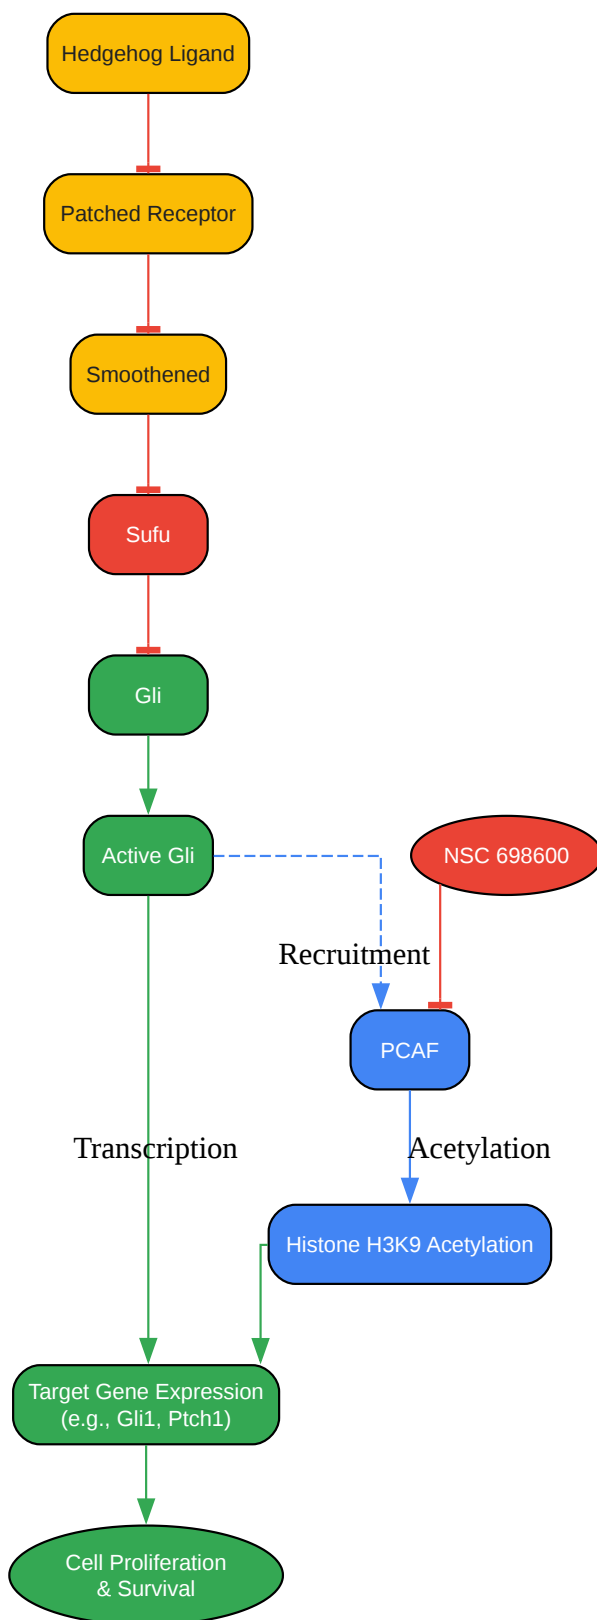 Hedgehog Ligand
Patched Receptor
Smoothened
Sufu
Gli
Active Gli
NSC 698600
Recruitment
PCAF
Transcription
Acetylation
Histone H3K9 Acetylation
Target Gene Expression
(e.g., Gli1, Ptch1)
Cell Proliferation
& Survival